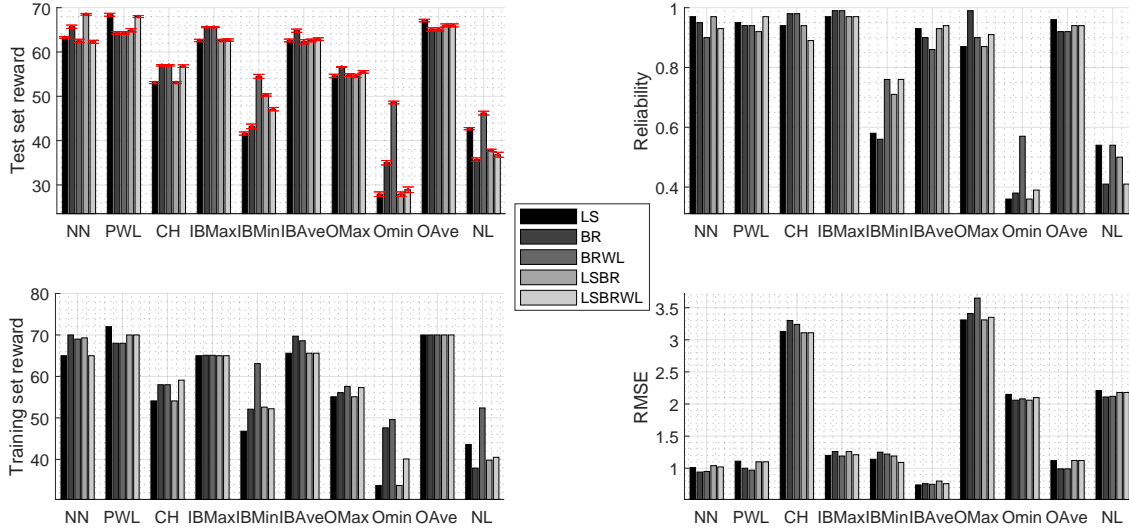 Test set reward
70
60
50
40
30
NN PWL CH IBMax IBMin IBAve OMax Omin OAve NL
Reliability
1
0.8
0.6
0.4
NN PWL CH IBMax IBMin IBAve OMax Omin OAve NL
LS
BR
BRWL
LSBR
LSBRWL
Training set reward
80
70
60
50
40
NN PWL CH IBMax IBMin IBAve OMax Omin OAve NL
RMSE
3.5
3
2.5
2
1.5
1
NN PWL CH IBMax IBMin IBAve OMax Omin OAve NL